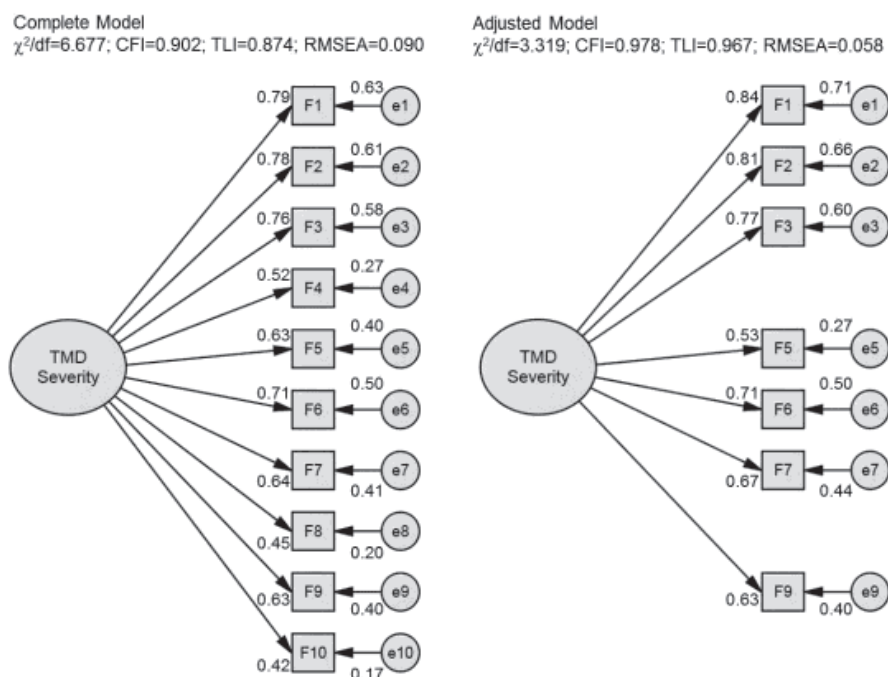 Complete Model
χ²/df=6.677; CFI=0.902; TLI=0.874; RMSEA=0.090
0.79 F1 0.63 e1
0.78 F2 0.61 e2
0.76 F3 0.58 e3
0.52 F4 0.27 e4
TMD
Severity
0.63 F5 0.40 e5
0.71 F6 0.50 e6
0.64 F7 0.41 e7
0.45 F8 0.20 e8
0.63 F9 0.40 e9
0.42 F10 0.17 e10
Adjusted Model
χ²/df=3.319; CFI=0.978; TLI=0.967; RMSEA=0.058
0.84 F1 0.71 e1
0.81 F2 0.66 e2
0.77 F3 0.60 e3
TMD
Severity
0.53 F5 0.27 e5
0.71 F6 0.50 e6
0.67 F7 0.44 e7
0.63 F9 0.40 e9